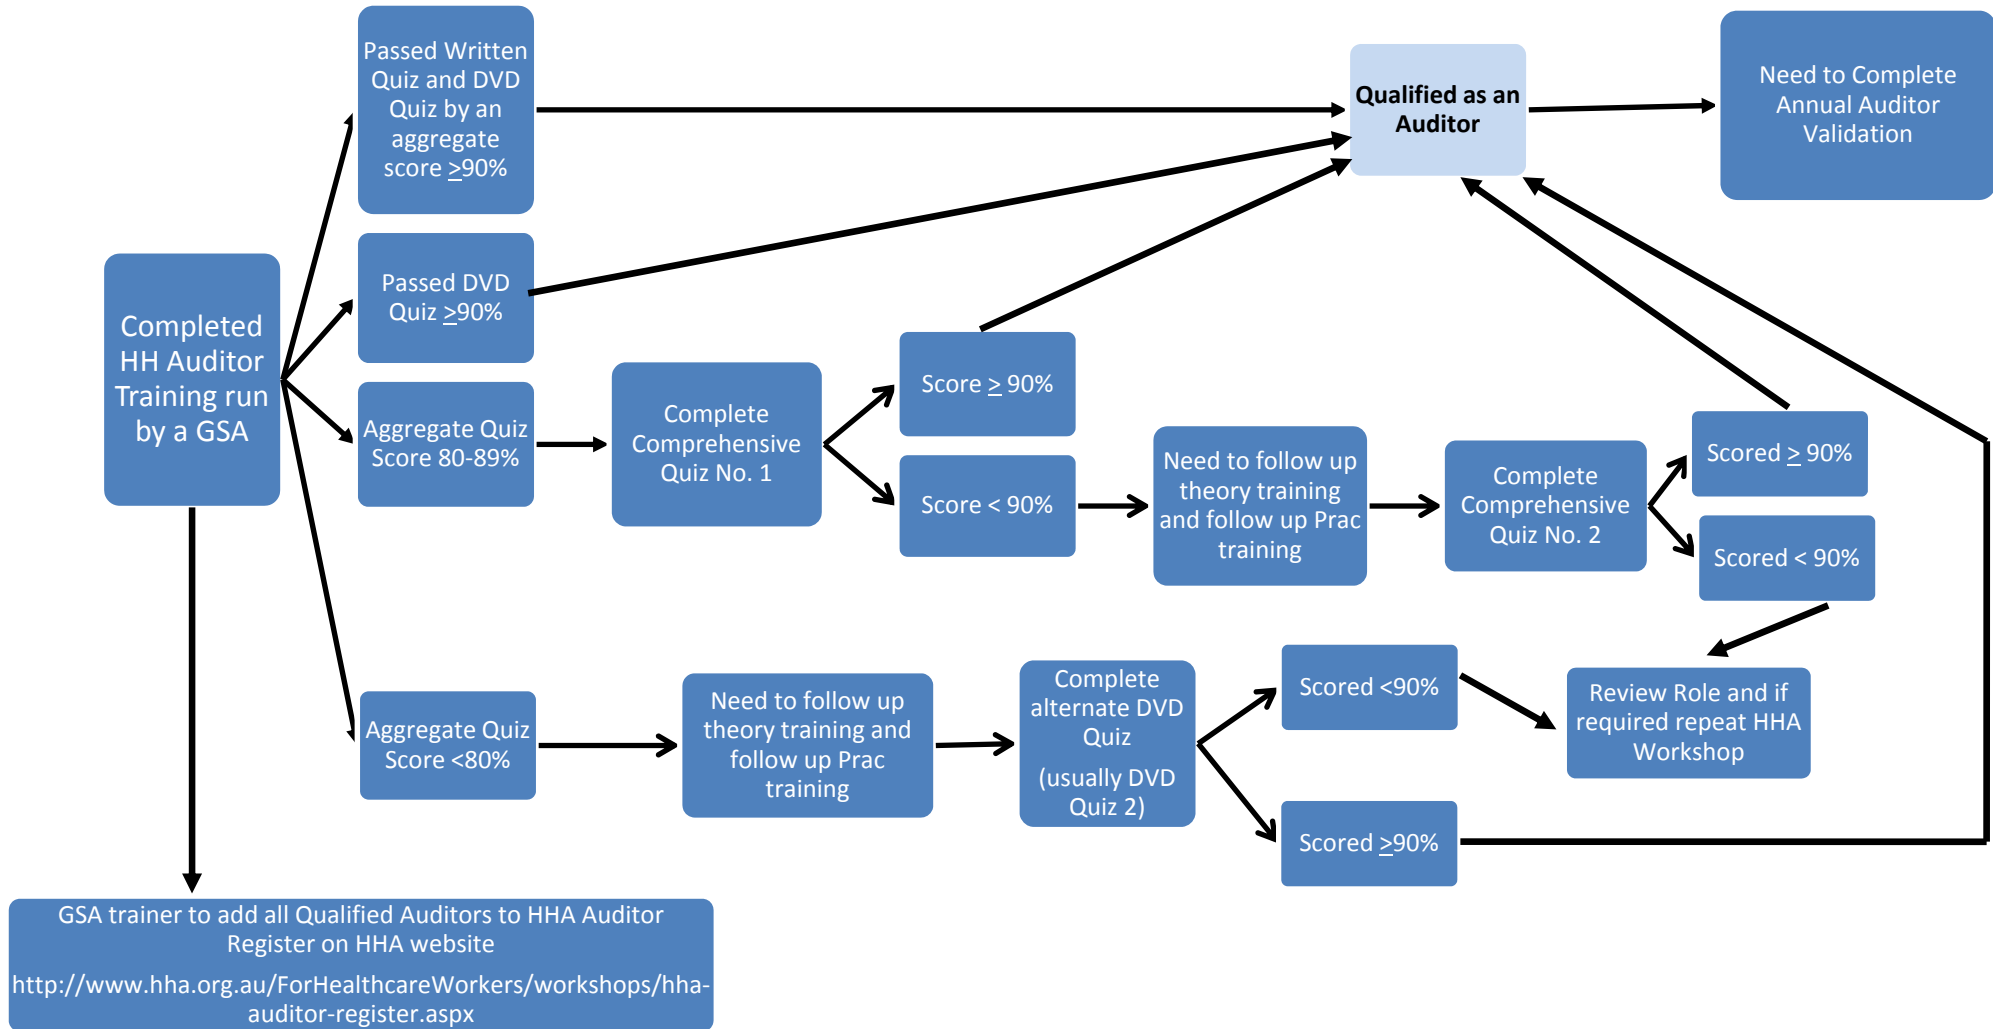 Passed Written
Quiz and DVD
Quiz by an
aggregate
score ≥90%
Qualified as an
Auditor
Need to Complete
Annual Auditor
Validation
Completed
HH Auditor
Training run
by a GSA
Passed DVD
Quiz ≥90%
Aggregate Quiz
Score 80-89%
Complete
Comprehensive
Quiz No. 1
Score ≥ 90%
Score < 90%
Need to follow up
theory training
and follow up Prac
training
Complete
Comprehensive
Quiz No. 2
Scored ≥ 90%
Scored < 90%
Aggregate Quiz
Score <80%
Need to follow up
theory training and
follow up Prac
training
Complete
alternate DVD
Quiz
(usually DVD
Quiz 2)
Scored <90%
Scored ≥90%
Review Role and if
required repeat HHA
Workshop
GSA trainer to add all Qualified Auditors to HHA Auditor
Register on HHA website
http://www.hha.org.au/ForHealthcareWorkers/workshops/hha-
auditor-register.aspx